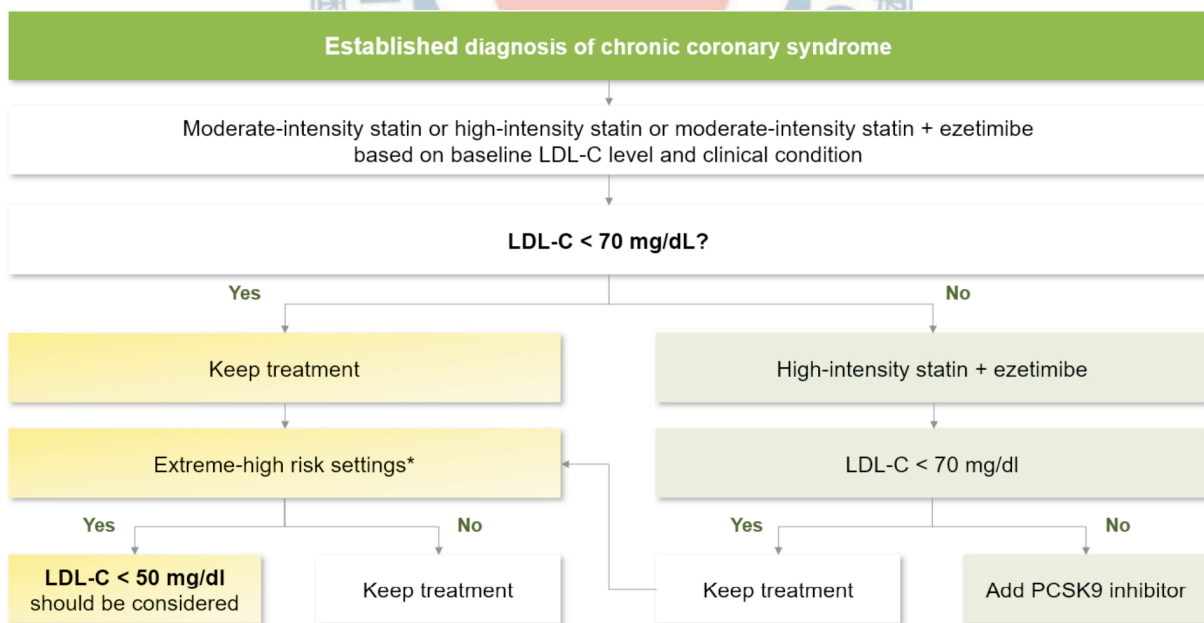 Established diagnosis of chronic coronary syndrome
Moderate-intensity statin or high-intensity statin or moderate-intensity statin + ezetimibe
based on baseline LDL-C level and clinical condition
LDL-C < 70 mg/dL?
Yes
No
Keep treatment
High-intensity statin + ezetimibe
Extreme-high risk settings*
LDL-C < 70 mg/dl
Yes
No
Yes
No
LDL-C < 50 mg/dl
should be considered
Keep treatment
Keep treatment
Add PCSK9 inhibitor